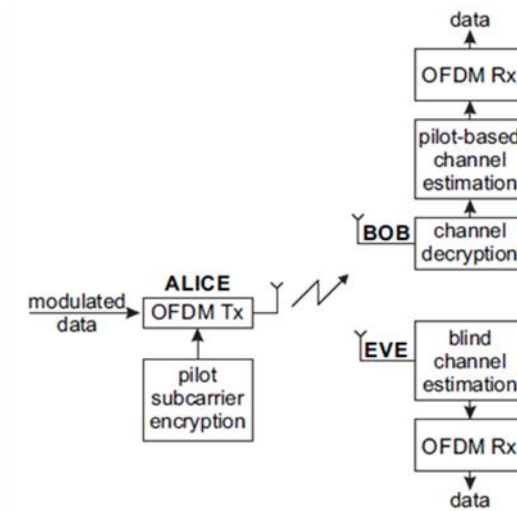 data
OFDM Rx
pilot-based
channel
estimation
BOB
channel
decryption
ALICE
modulated
data
OFDM Tx
pilot
subcarrier
encryption
EVE
blind
channel
estimation
OFDM Rx
data